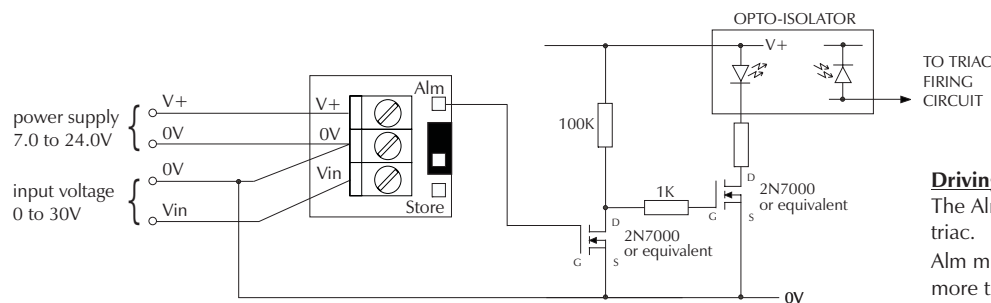 OPTO-ISOLATOR
V+
TO TRIAC
FIRING
CIRCUIT
Alm
V+
V+
power supply
7.0 to 24.0V
0V
0V
100K
0V
Vin
input voltage
0 to 30V
Vin
Store
1K
D
G
S
2N7000
or equivalent
D
G
S
2N7000
or equivalent
0V
The Al
triac.
Alm m
more t